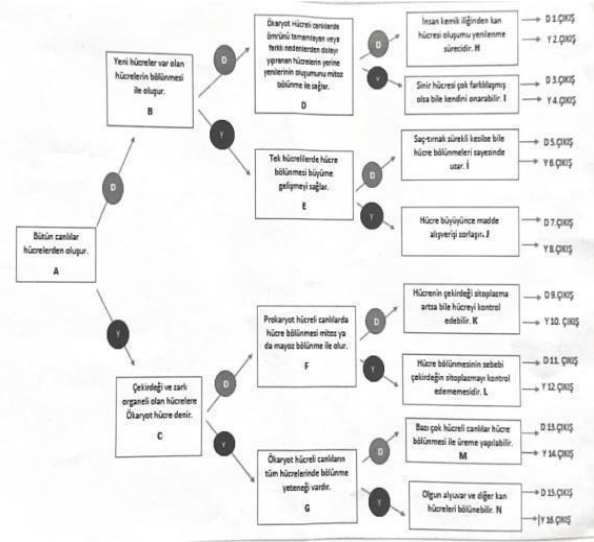 Bütün canlılar
hücrelerden oluşur.
A
D
Y
Yeni hücreler var olan
hücrelerin bölünmesi
ile oluşur.
B
D
Y
Çekirdeği ve zarlı
organeli olan hücrelere
Ökaryot hücre denir.
C
D
Y
Ökaryot Hücreli canlılarda
ömrünü tamamlayan veya
farklı nedenlerden dolayı
yıpranan hücrelerin yerine
yenilerinin oluşumunu mitoz
bölünme ile sağlar.
D
D
Y
Tek hücrelilerde hücre
bölünmesi büyüme
gelişmeyi sağlar.
E
D
Y
Prokaryot hücreli canlılarda
hücre bölünmesi mitoz ya
da mayoz bölünme ile olur.
F
D
Y
Ökaryot hücreli canlıların
tüm hücrelerinde bölünme
yeteneği vardır.
G
D
Y
İnsan kemik iliğinden kan
hücresi oluşumu yenilenme
sürecidir. H
D 1.ÇIKIŞ
Y 2.ÇIKIŞ
Sinir hücresi çok farklılaşmış
olsa bile kendini onarabilir. I
D 3.ÇIKIŞ
Y 4.ÇIKIŞ
Saç-tırnak sürekli kesilse bile
hücre bölünmeleri sayesinde
uzar. İ
D 5.ÇIKIŞ
Y 6.ÇIKIŞ
Hücre büyüyünce madde
alışverişi zorlaşır. J
D 7.ÇIKIŞ
Y 8.ÇIKIŞ
Hücrenin çekirdeği sitoplazma
artsa bile hücreyi kontrol
edebilir. K
D 9.ÇIKIŞ
Y 10. ÇIKIŞ
Hücre bölünmesinin sebebi
çekirdeğin sitoplazmayı kontrol
edememesidir. L
D 11. ÇIKIŞ
Y 12.ÇIKIŞ
Bazı çok hücreli canlılar hücre
bölünmesi ile üreme yapılabilir.
M
D 13.ÇIKIŞ
Y 14.ÇIKIŞ
Olgun alyuvar ve diğer kan
hücreleri bölünebilir. N
D 15.ÇIKIŞ
Y 16.ÇIKIŞ